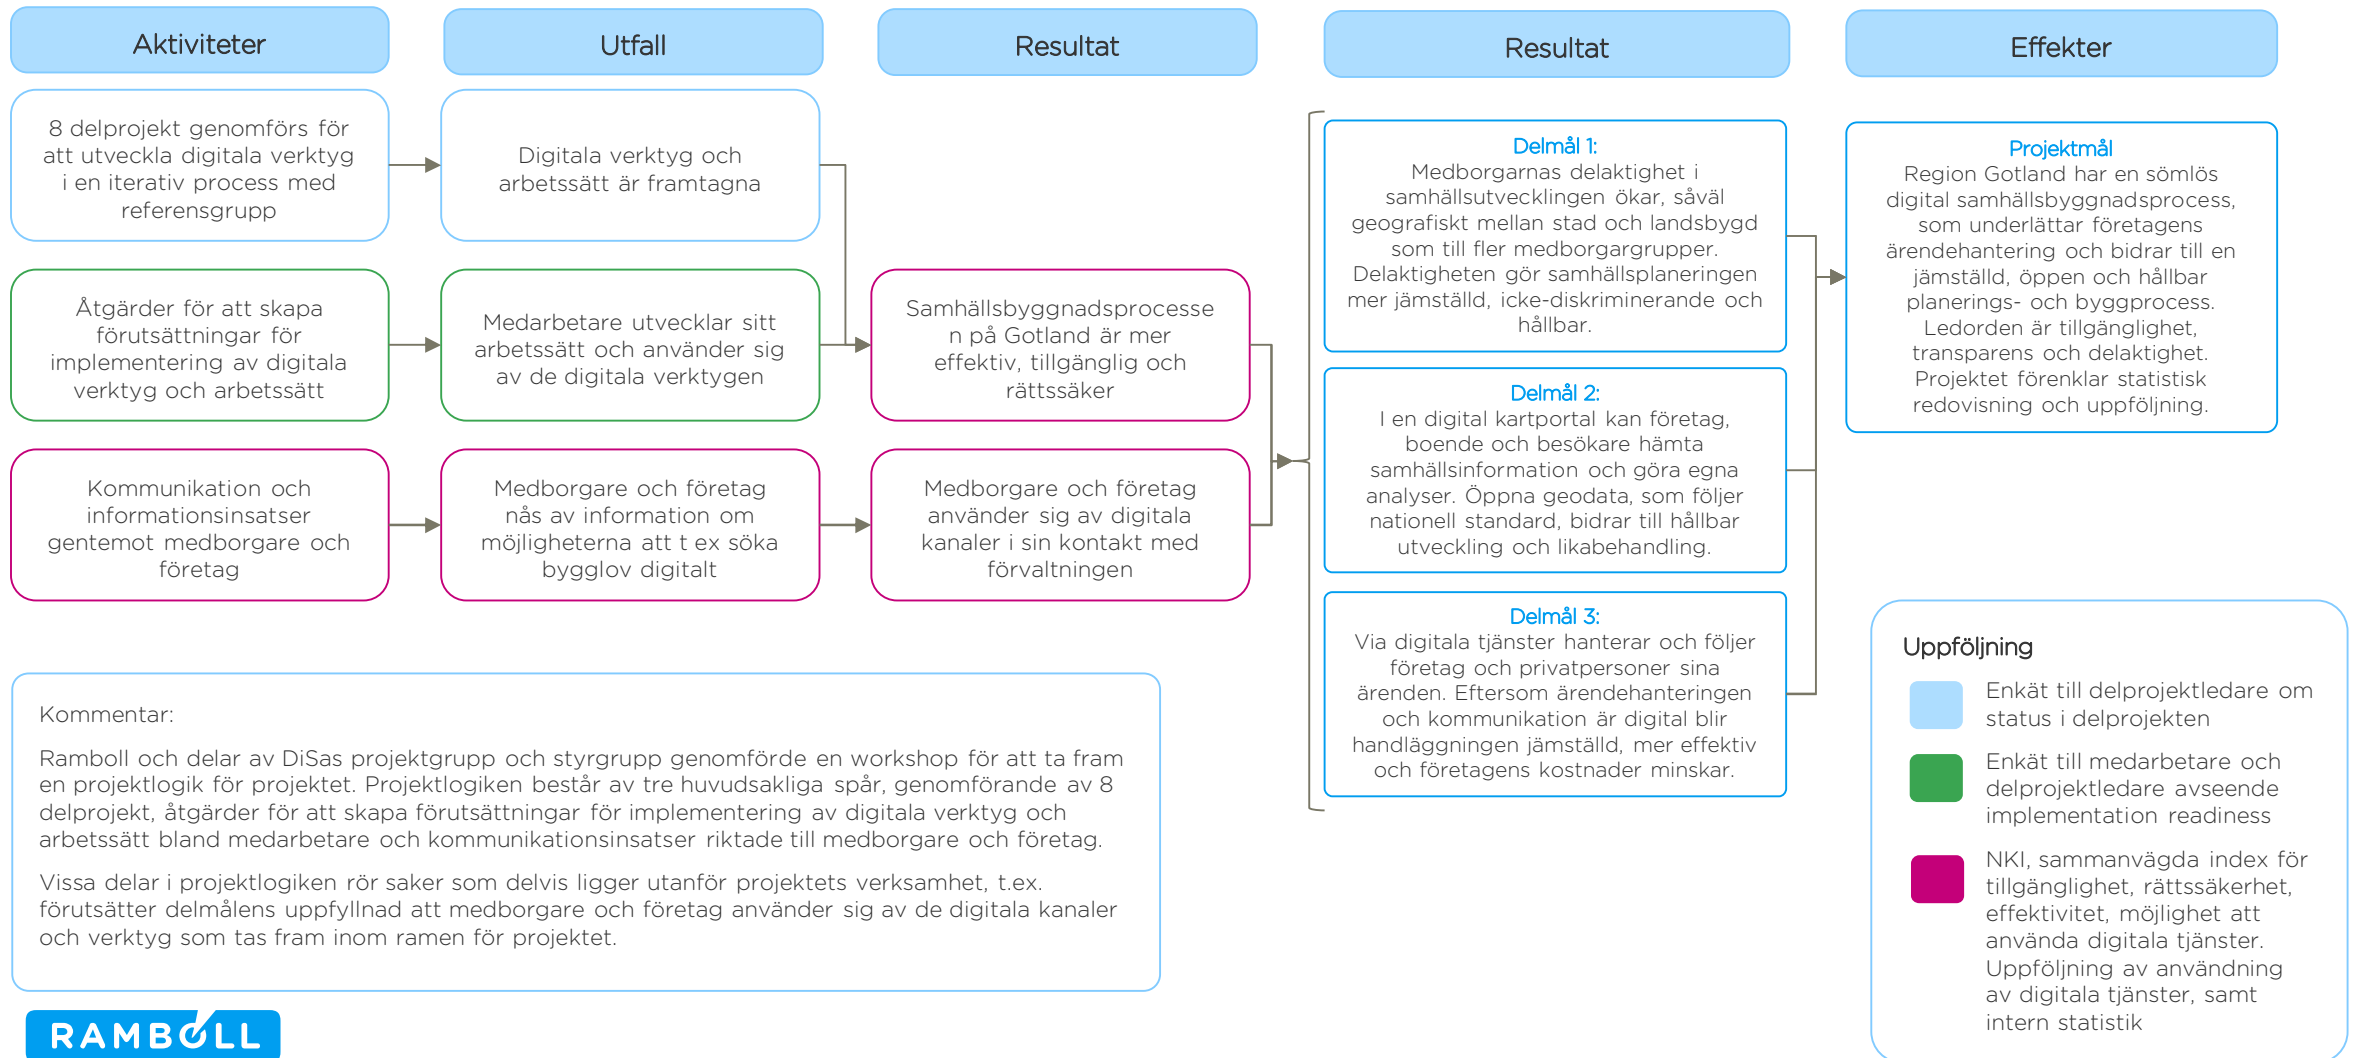 Aktiviteter
Utfall
Resultat
Resultat
Effekter
8 delprojekt genomförs för
att utveckla digitala verktyg
i en iterativ process med
referensgrupp
Digitala verktyg och
arbetssätt är framtagna
Åtgärder för att skapa
förutsättningar för
implementering av digitala
verktyg och arbetssätt
Medarbetare utvecklar sitt
arbetssätt och använder sig
av de digitala verktygen
Samhällsbyggnadsprocesse
n på Gotland är mer
effektiv, tillgänglig och
rättssäker
Kommunikation och
informationsinsatser
gentemot medborgare och
företag
Medborgare och företag
nås av information om
möjligheterna att t ex söka
bygglov digitalt
Medborgare och företag
använder sig av digitala
kanaler i sin kontakt med
förvaltningen
Delmål 1:
Medborgarnas delaktighet i
samhällsutvecklingen ökar, såväl
geografiskt mellan stad och landsbygd
som till fler medborgargrupper.
Delaktigheten gör samhällsplaneringen
mer jämställd, icke-diskriminerande och
hållbar.
Delmål 2:
I en digital kartportal kan företag,
boende och besökare hämta
samhällsinformation och göra egna
analyser. Öppna geodata, som följer
nationell standard, bidrar till hållbar
utveckling och likabehandling.
Delmål 3:
Via digitala tjänster hanterar och följer
företag och privatpersoner sina
ärenden. Eftersom ärendehanteringen
och kommunikation är digital blir
handläggningen jämställd, mer effektiv
och företagens kostnader minskar.
Projektmål
Region Gotland har en sömlös
digital samhällsbyggnadsprocess,
som underlättar företagens
ärendehantering och bidrar till en
jämställd, öppen och hållbar
planerings- och byggprocess.
Ledorden är tillgänglighet,
transparens och delaktighet.
Projektet förenklar statistisk
redovisning och uppföljning.
Kommentar:
Ramboll och delar av DiSas projektgrupp och styrgrupp genomförde en workshop för att ta fram
en projektlogik för projektet. Projektlogiken består av tre huvudsakliga spår, genomförande av 8
delprojekt, åtgärder för att skapa förutsättningar för implementering av digitala verktyg och
arbetssätt bland medarbetare och kommunikationsinsatser riktade till medborgare och företag.
Vissa delar i projektlogiken rör saker som delvis ligger utanför projektets verksamhet, t.ex.
förutsätter delmålens uppfyllnad att medborgare och företag använder sig av de digitala kanaler
och verktyg som tas fram inom ramen för projektet.
Uppföljning
Enkät till delprojektledare om
status i delprojekten
Enkät till medarbetare och
delprojektledare avseende
implementation readiness
NKI, sammanvägda index för
tillgänglighet, rättssäkerhet,
effektivitet, möjlighet att
använda digitala tjänster.
Uppföljning av användning
av digitala tjänster, samt
intern statistik
RAMBOLL